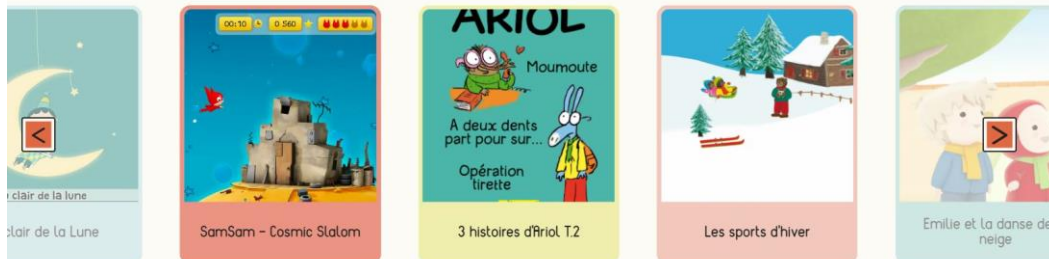 clair de la lune
clair de la Lune
<
00:10
0 560
SamSam - Cosmic Slalom
ARIOL
Moumoute
A deux dents
part pour sur...
Opération
tirette
3 histoires d'Ariol T.2
Les sports d'hiver
>
Emilie et la danse de
neige